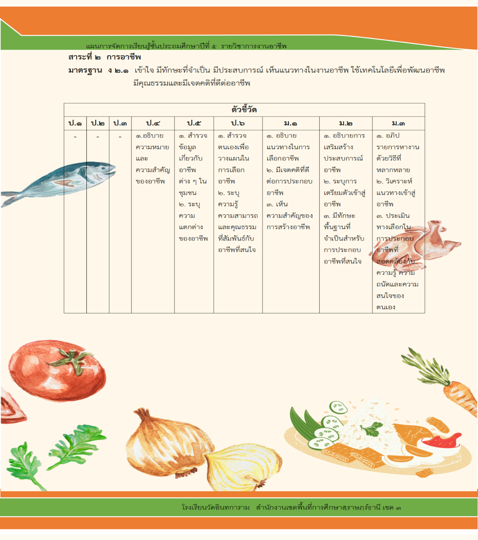 แผนการจัดการเรียนรู้ชั้นประถมศึกษาปีที่ ๕ รายวิชาการงานอาชีพ
สาระที่ ๒ การอาชีพ
มาตรฐาน ง ๒.๑ เข้าใจ มีทักษะที่จำเป็น มีประสบการณ์ เห็นแนวทางในงานอาชีพ ใช้เทคโนโลยีเพื่อพัฒนาอาชีพ
มีคุณธรรมและมีเจตคติที่ดีต่ออาชีพ
ตัวชี้วัด
ป.๑ ป.๒ ป.๓ ป.๔ ป.๕ ป.๖ ม.๑ ม.๒ ม.๓
-
-
-
๑.อธิบาย
ความหมาย
และ
ความสำคัญ
ของอาชีพ
๑. สำรวจ
ข้อมูล
เกี่ยวกับ
อาชีพ
ต่าง ๆ ใน
ชุมชน
๒. ระบุ
ความ
แตกต่าง
ของอาชีพ
๑. สำรวจ
ตนเองเพื่อ
วางแผนใน
การเลือก
อาชีพ
๒. ระบุ
ความรู้
ความสามารถ
และคุณธรรม
ที่สัมพันธ์กับ
อาชีพที่สนใจ
๑. อธิบาย
แนวทางในการ
เลือกอาชีพ
๒. มีเจตคติที่ดี
ต่อการประกอบ
อาชีพ
๓. เห็น
ความสำคัญของ
การสร้างอาชีพ
๑. อธิบายการ
เสริมสร้าง
ประสบการณ์
อาชีพ
๒. ระบุการ
เตรียมตัวเข้าสู่
อาชีพ
๓. มีทักษะ
พื้นฐานที่
จำเป็นสำหรับ
การประกอบ
อาชีพที่สนใจ
๑. อภิป
รายการหางาน
ด้วยวิธีที่
หลากหลาย
๒. วิเคราะห์
แนวทางเข้าสู่
อาชีพ
๓. ประเมิน
ทางเลือกใน
การประกอบ
อาชีพที่
สอดคล้องกับ
ความรู้ ความ
ถนัดและความ
สนใจของ
ตนเอง
โรงเรียนวัดอินทการาม สำนักงานเขตพื้นที่การศึกษาสุราษฎร์ธานี เขต ๓